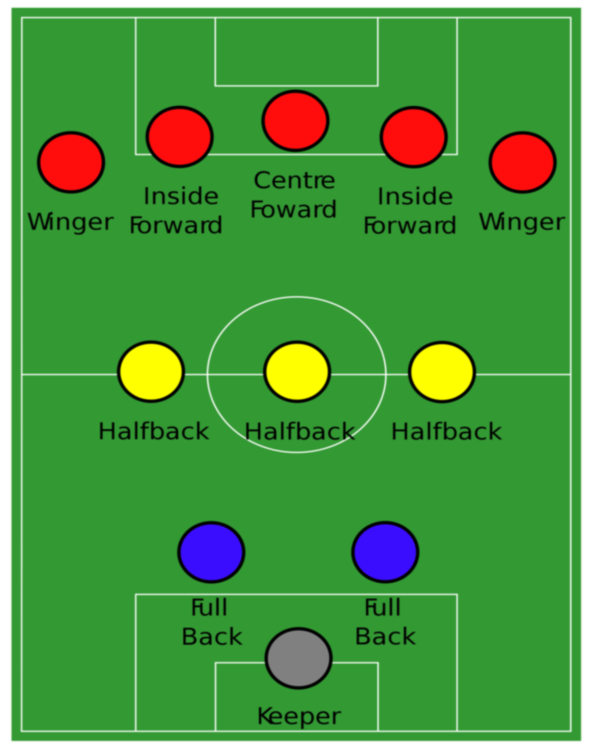 Centre
Foward
Inside
Forward
Inside
Forward
Winger
Winger
Halfback
Halfback
Halfback
Full
Back
Full
Back
Keeper